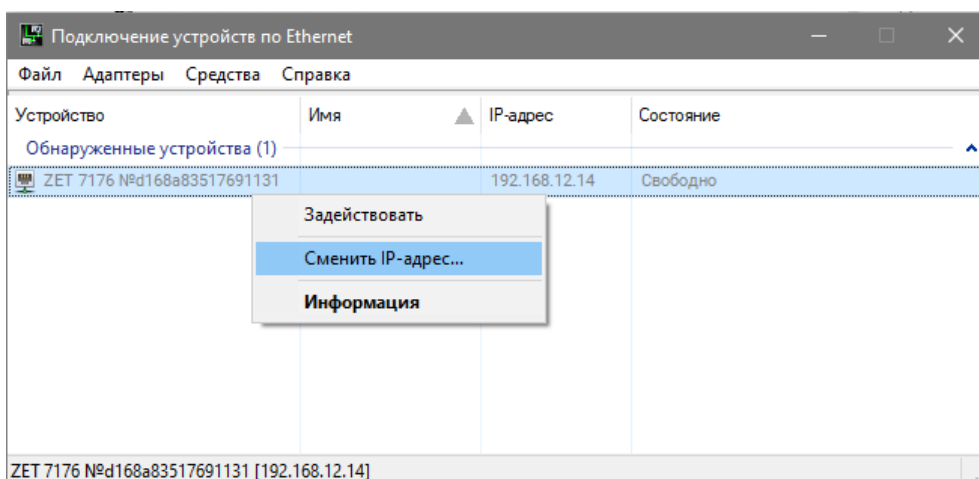 Подключение устройств по Ethernet
Файл Адаптеры Средства Справка
Устройство Имя IP-адрес Состояние
Обнаруженные устройства (1)
ZET 7176 №d168a83517691131 192.168.12.14 Свободно
Задействовать
Сменить IP-адрес...
Информация
ZET 7176 №d168a83517691131 [192.168.12.14]